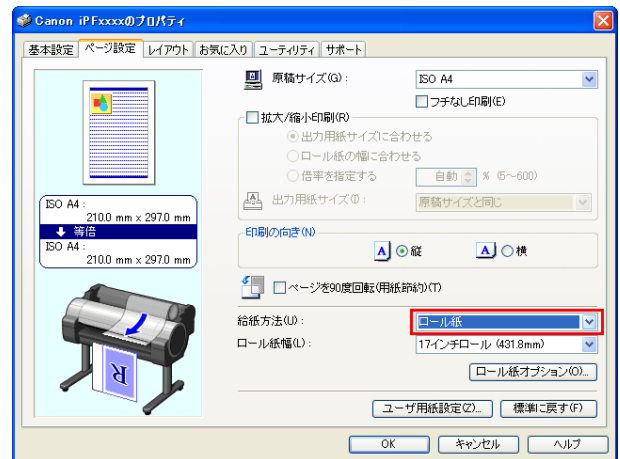 Canon iPFxxxxのプロパティ
基本設定 ページ設定 レイアウト お気に入り ユーティリティ サポート
原稿サイズ(G): ISO A4
フチなし印刷(E)
拡大/縮小印刷(R)
出力用紙サイズに合わせる
ロール紙の幅に合わせる
倍率を指定する 自動 % (5~600)
出力用紙サイズ(I): 原稿サイズと同じ
ISO A4 :
210.0 mm x 297.0 mm
等倍
ISO A4 :
210.0 mm x 297.0 mm
印刷の向き(N)
A 縦 A 横
ページを90度回転(用紙節約)(T)
給紙方法(U): ロール紙
ロール紙幅(L): 17インチロール (431.8mm)
ロール紙オプション(O)...
R
ユーザ用紙設定(Z)... 標準に戻す(F)
OK キャンセル ヘルプ